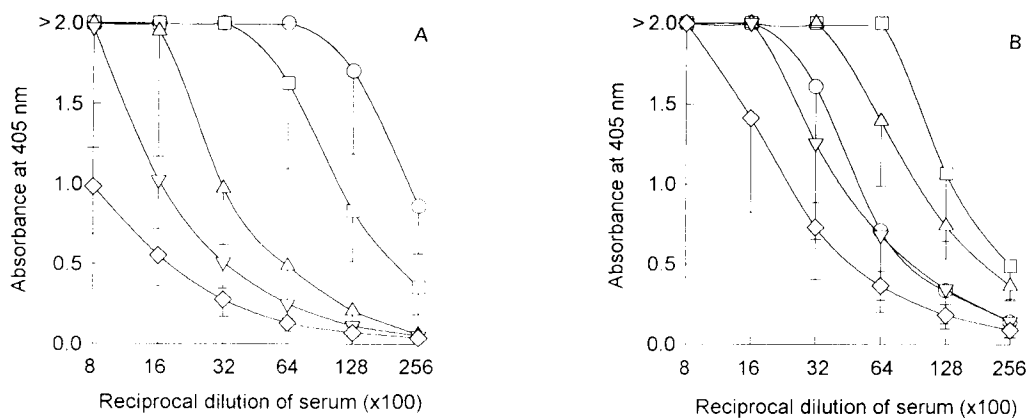 > 2.0
A
1.5
1.0
0.5
0.0
8 16 32 64 128 256
Absorbance at 405 nm
Reciprocal dilution of serum (x100)
> 2.0
B
1.5
1.0
0.5
0.0
8 16 32 64 128 256
Absorbance at 405 nm
Reciprocal dilution of serum (x100)